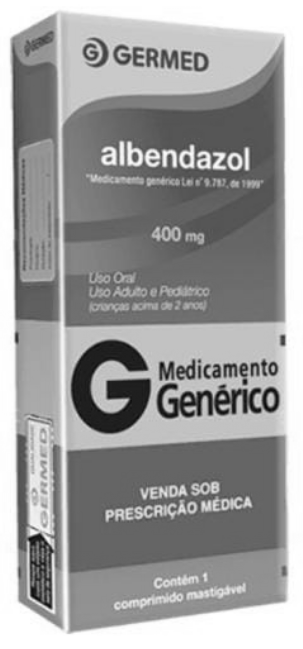 GERMED
GERMED
albendazol
"Medicamento genérico Lei nº 9.787, de 1999"
400 mg
Uso Oral
Uso Adulto e Pediátrico
(crianças acima de 2 anos)
G Medicamento
Genérico
VENDA SOB
PRESCRIÇÃO MÉDICA
Contém 1
comprimido mastigável
GERMED